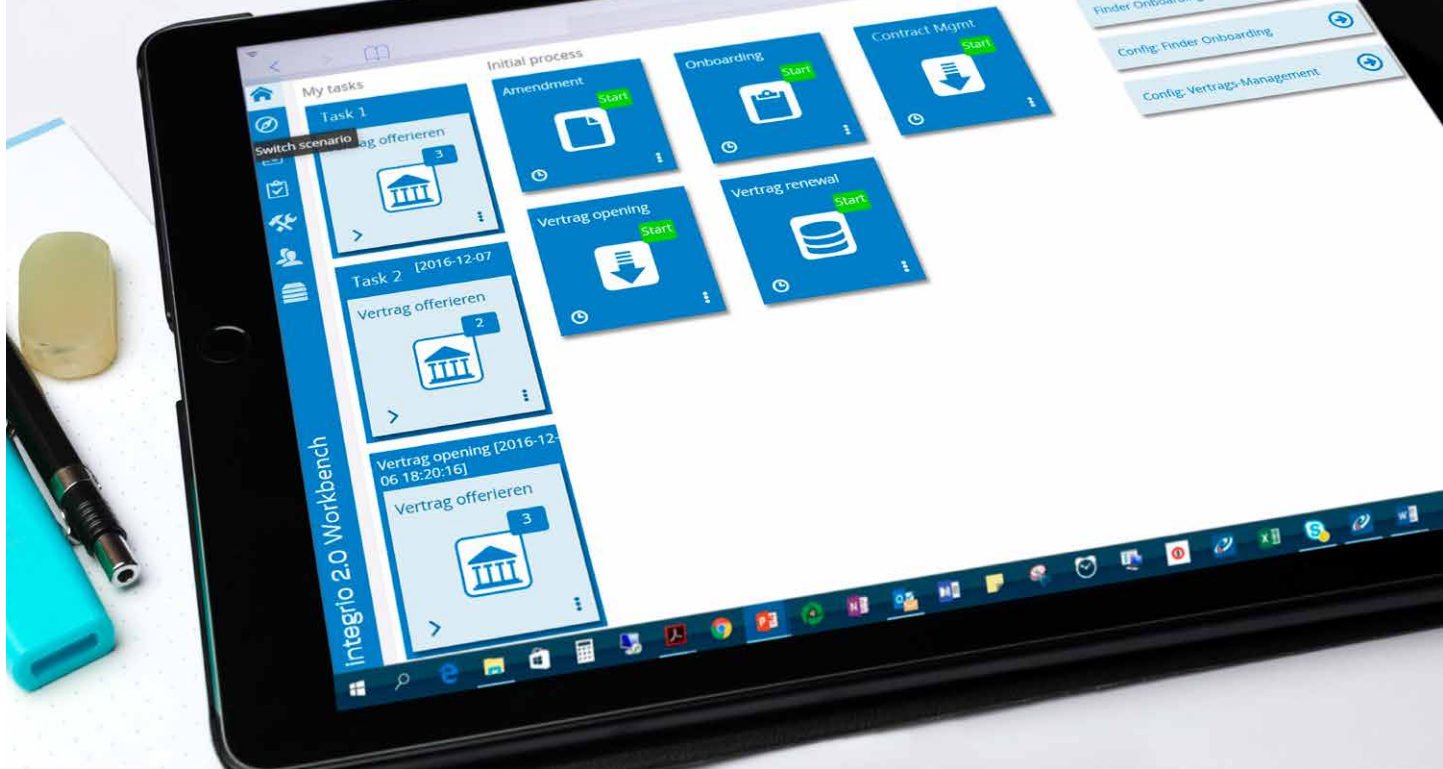 My tasks
Task 1
Switch scenario
ag offerieren
3
Task 2 [2016-12-07
Vertrag offerieren
2
Vertrag opening [2016-12-
06 18:20:16]
Vertrag offerieren
3
integrio 2.0 Workbench
Initial process
Amendment
Start
Onboarding
Start
Contract Mgmt
Start
Vertrag opening
Start
Vertrag renewal
Start
Finder Onboarding
Config: Finder Onboarding
Config: Vertrags-Management